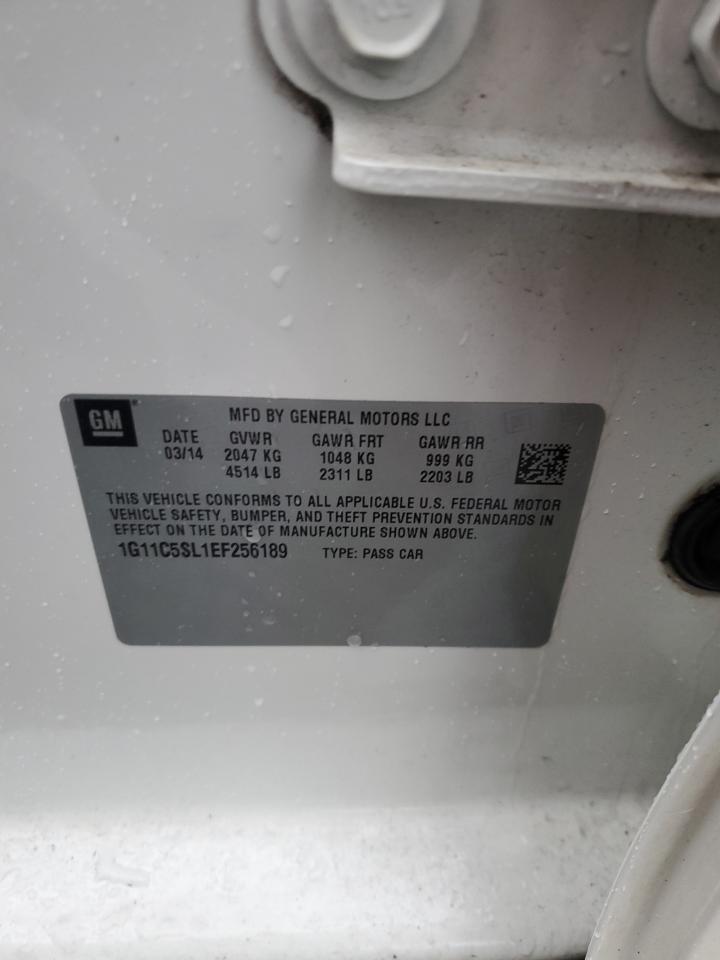 GM
MFD BY GENERAL MOTORS LLC
DATE GVWR GAWR FRT GAWR RR
03/14 2047 KG 1048 KG 999 KG
4514 LB 2311 LB 2203 LB
THIS VEHICLE CONFORMS TO ALL APPLICABLE U.S. FEDERAL MOTOR
VEHICLE SAFETY, BUMPER, AND THEFT PREVENTION STANDARDS IN
EFFECT ON THE DATE OF MANUFACTURE SHOWN ABOVE.
1G11C5SL1EF256189 TYPE: PASS CAR